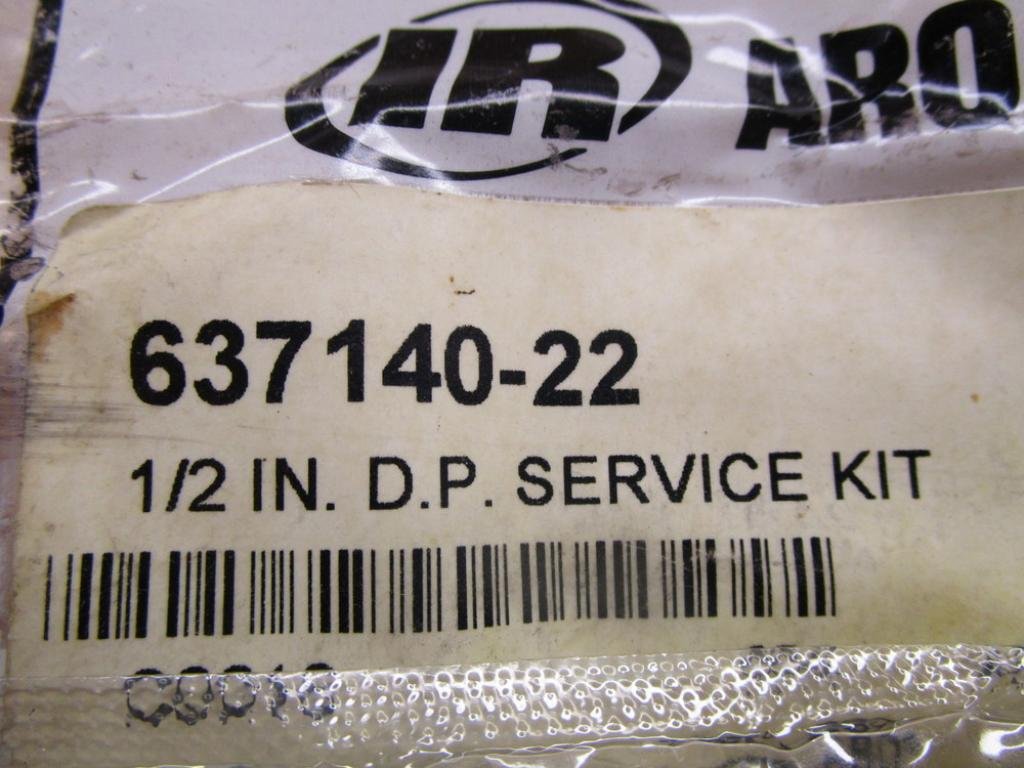 IR ARO
637140-22
1/2 IN. D.P. SERVICE KIT